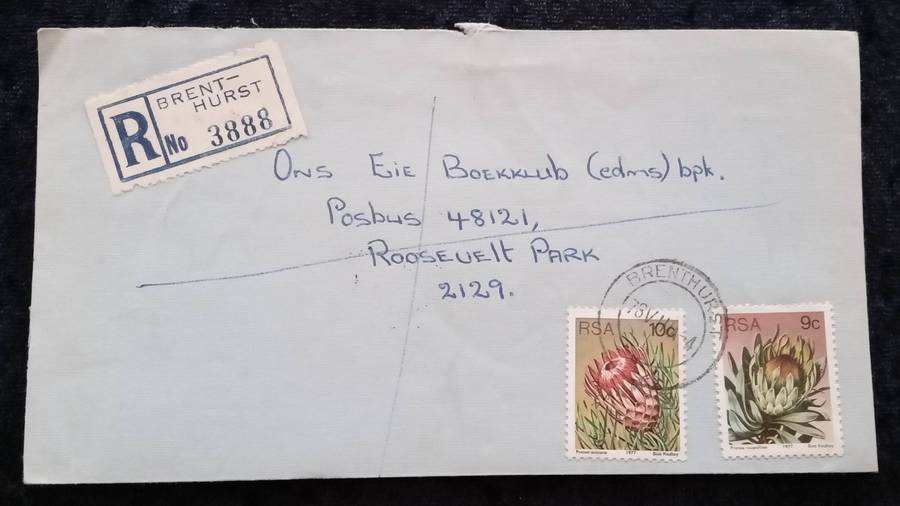 BRENT-
HURST
R No 3888
Ons Eie Boekklub (edms) bpk.
Posbus 48121,
Roosevelt Park
2129.
BRENTHURST
RSA 10c
1977
RSA 9c
1977